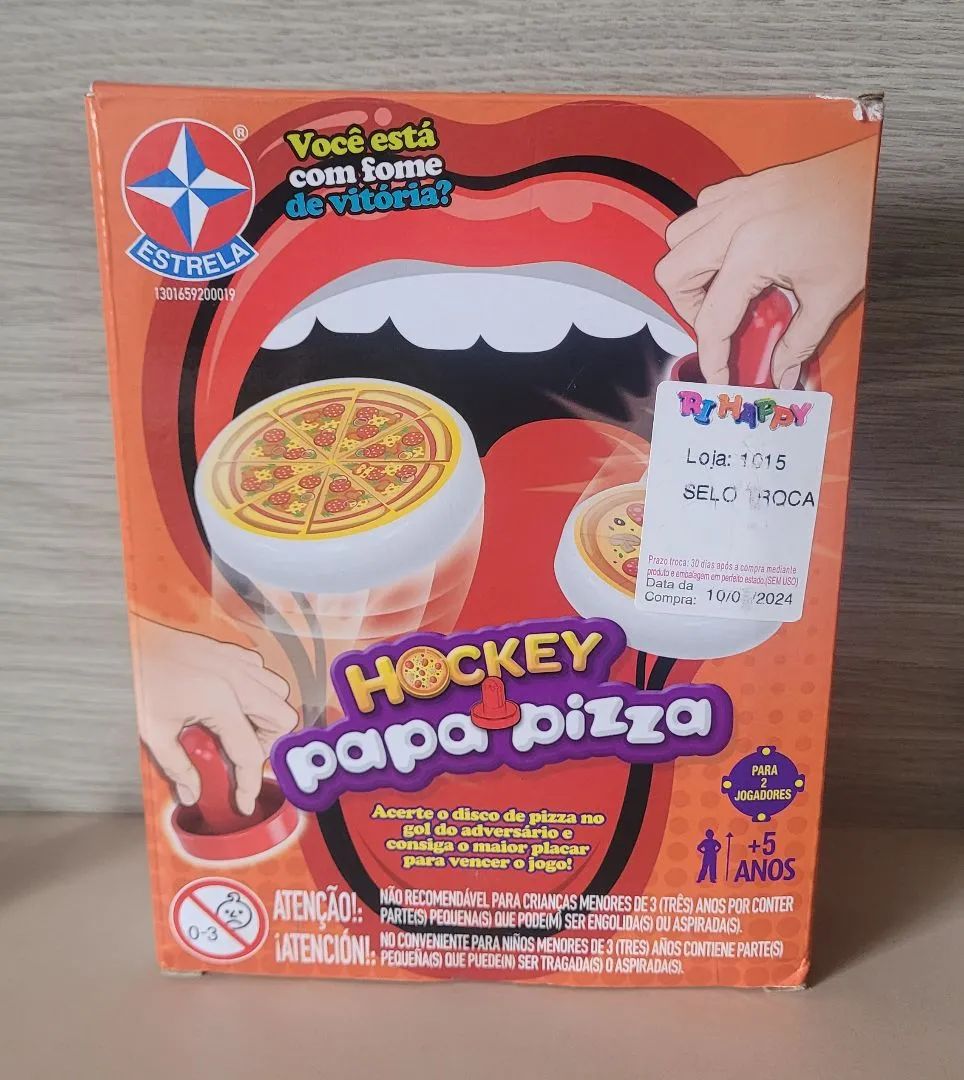 ®
ESTRELA
1301659200019
Você está
com fome
de vitória?
RI HAPPY
Loja: 1015
SELO TROCA
Prazo troca: 30 dias após a compra mediante
produto e embalagem em perfeito estado.(SEM USO)
Data da
Compra: 2024
HOCKEY
papa pizza
PARA
2
JOGADORES
+5
ANOS
Acerte o disco de pizza no
gol do adversário e
consiga o maior placar
para vencer o jogo!
0-3
ATENÇÃO!: NÃO RECOMENDÁVEL PARA CRIANÇAS MENORES DE 3 (TRÊS) ANOS POR CONTER
PARTE(S) PEQUENA(S) QUE PODE(M) SER ENGOLIDA(S) OU ASPIRADA(S).
¡ATENCIÓN!: NO CONVENIENTE PARA NIÑOS MENORES DE 3 (TRES) AÑOS CONTIENE PARTE(S)
PEQUEÑA(S) QUE PUEDE(N) SER TRAGADA(S) O ASPIRADA(S).